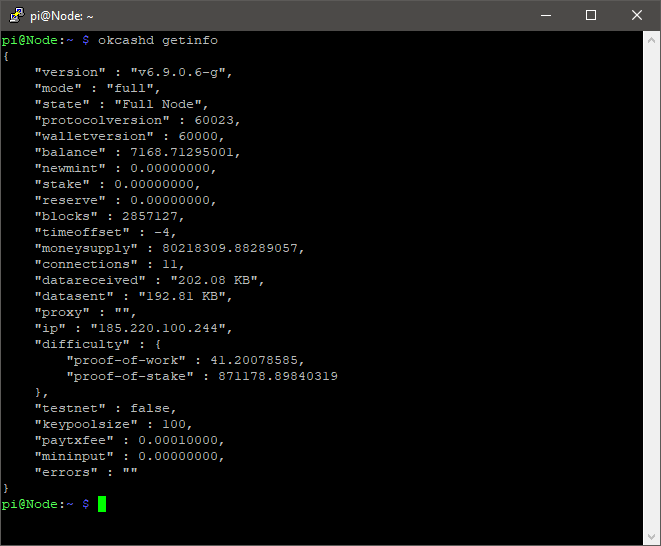 pi@Node: ~
pi@Node:~ $ okcashd getinfo
{
    "version" : "v6.9.0.6-g",
    "mode" : "full",
    "state" : "Full Node",
    "protocolversion" : 60023,
    "walletversion" : 60000,
    "balance" : 7168.71295001,
    "newmint" : 0.00000000,
    "stake" : 0.00000000,
    "reserve" : 0.00000000,
    "blocks" : 2857127,
    "timeoffset" : -4,
    "moneysupply" : 80218309.88289057,
    "connections" : 11,
    "datareceived" : "202.08 KB",
    "datasent" : "192.81 KB",
    "proxy" : "",
    "ip" : "185.220.100.244",
    "difficulty" : {
        "proof-of-work" : 41.20078585,
        "proof-of-stake" : 871178.89840319
    },
    "testnet" : false,
    "keypoolsize" : 100,
    "paytxfee" : 0.00010000,
    "mininput" : 0.00000000,
    "errors" : ""
}
pi@Node:~ $